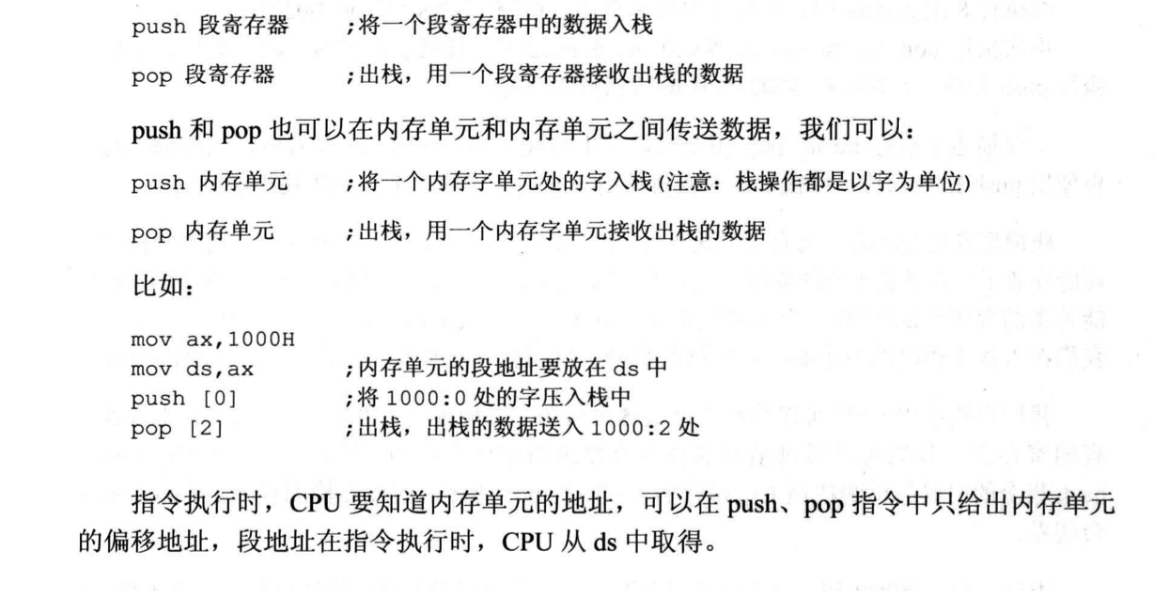 push 段寄存器 ;将一个段寄存器中的数据入栈
pop 段寄存器 ;出栈，用一个段寄存器接收出栈的数据
push 和 pop 也可以在内存单元和内存单元之间传送数据，我们可以：
push 内存单元 ;将一个内存字单元处的字入栈(注意：栈操作都是以字为单位)
pop 内存单元 ;出栈，用一个内存字单元接收出栈的数据
比如：
mov ax,1000H
mov ds,ax ;内存单元的段地址要放在 ds 中
push [0] ;将 1000:0 处的字压入栈中
pop [2] ;出栈，出栈的数据送入 1000:2 处
指令执行时，CPU 要知道内存单元的地址，可以在 push、pop 指令中只给出内存单元
的偏移地址，段地址在指令执行时，CPU 从 ds 中取得。